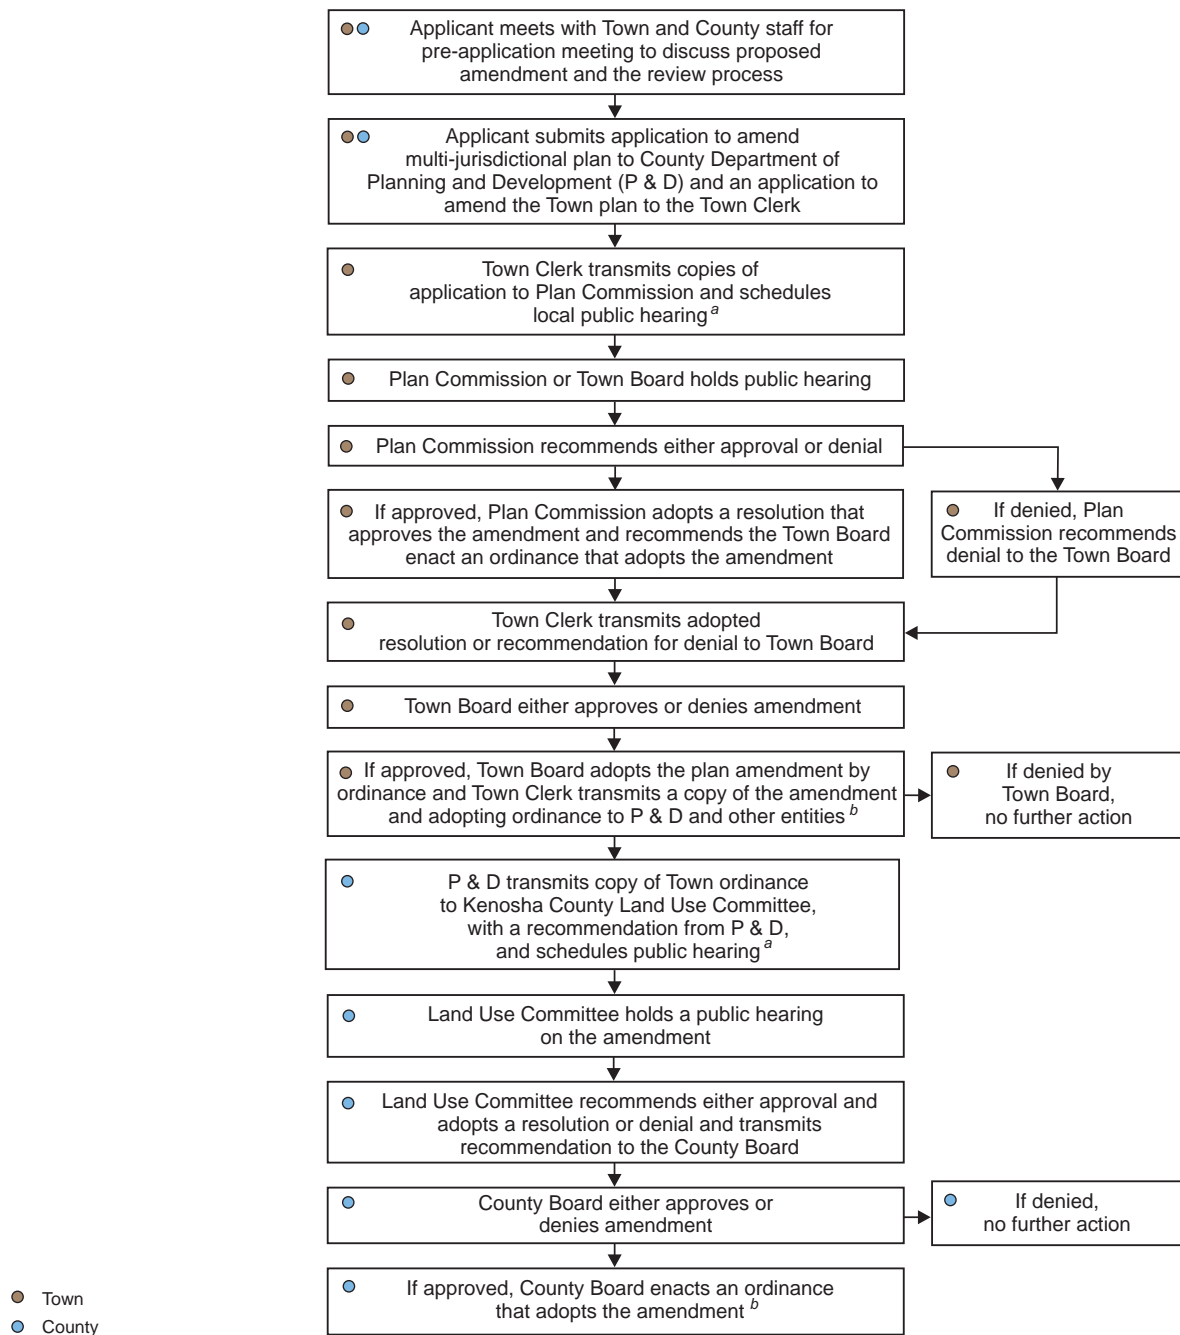 Applicant meets with Town and County staff for
pre-application meeting to discuss proposed
amendment and the review process
Applicant submits application to amend
multi-jurisdictional plan to County Department of
Planning and Development (P & D) and an application to
amend the Town plan to the Town Clerk
Town Clerk transmits copies of
application to Plan Commission and schedules
local public hearing a
Plan Commission or Town Board holds public hearing
Plan Commission recommends either approval or denial
If approved, Plan Commission adopts a resolution that
approves the amendment and recommends the Town Board
enact an ordinance that adopts the amendment
If denied, Plan
Commission recommends
denial to the Town Board
Town Clerk transmits adopted
resolution or recommendation for denial to Town Board
Town Board either approves or denies amendment
If approved, Town Board adopts the plan amendment by
ordinance and Town Clerk transmits a copy of the amendment
and adopting ordinance to P & D and other entities b
If denied by
Town Board,
no further action
P & D transmits copy of Town ordinance
to Kenosha County Land Use Committee,
with a recommendation from P & D,
and schedules public hearing a
Land Use Committee holds a public hearing
on the amendment
Land Use Committee recommends either approval and
adopts a resolution or denial and transmits
recommendation to the County Board
County Board either approves or
denies amendment
If denied,
no further action
If approved, County Board enacts an ordinance
that adopts the amendment b
Town
County